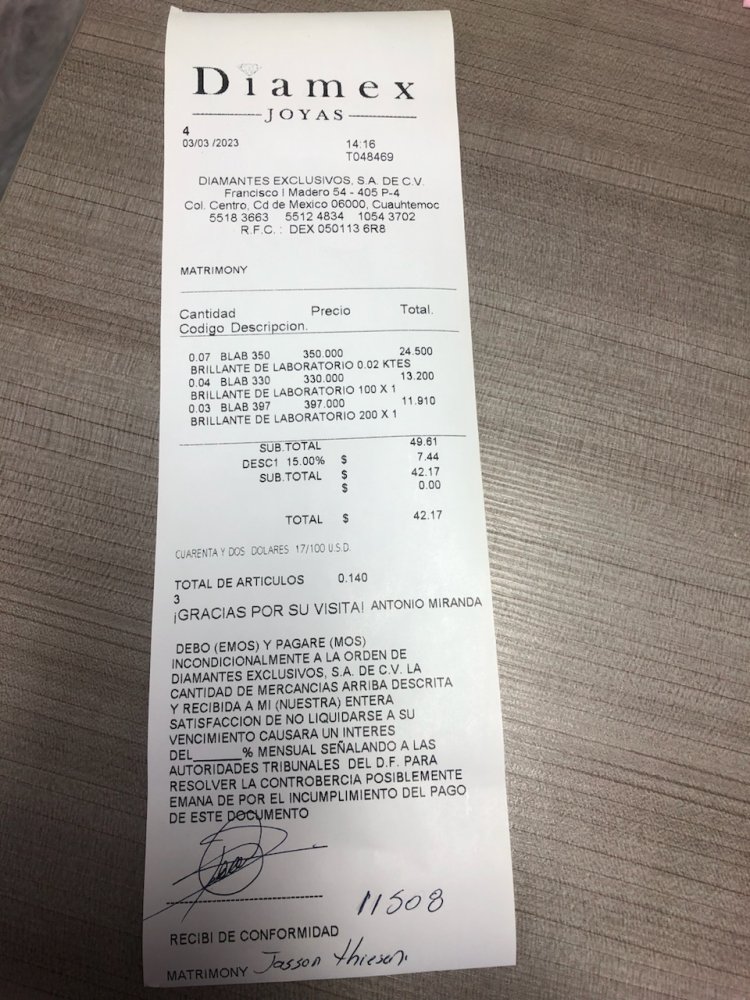 Diamex
JOYAS
4
03/03 /2023 14:16
T048469
DIAMANTES EXCLUSIVOS, S.A. DE C.V.
Francisco I Madero 54 - 405 P-4
Col. Centro, Cd de Mexico 06000, Cuauhtemoc
5518 3663 5512 4834 1054 3702
R.F.C. : DEX 050113 6R8
MATRIMONY
Cantidad Precio Total.
Codigo Descripcion.
0.07 BLAB 350 350.000 24.500
BRILLANTE DE LABORATORIO 0.02 KTES
0.04 BLAB 330 330.000 13.200
BRILLANTE DE LABORATORIO 100 X 1
0.03 BLAB 397 397.000 11.910
BRILLANTE DE LABORATORIO 200 X 1
SUB.TOTAL 49.61
DESC1 15.00% $ 7.44
SUB.TOTAL $ 42.17
$ 0.00
TOTAL $ 42.17
CUARENTA Y DOS DOLARES 17/100 U.S.D.
TOTAL DE ARTICULOS 0.140
3
¡GRACIAS POR SU VISITA! ANTONIO MIRANDA
DEBO (EMOS) Y PAGARE (MOS)
INCONDICIONALMENTE A LA ORDEN DE
DIAMANTES EXCLUSIVOS, S.A. DE C.V. LA
CANTIDAD DE MERCANCIAS ARRIBA DESCRITA
Y RECIBIDA A MI (NUESTRA) ENTERA
SATISFACCION DE NO LIQUIDARSE A SU
VENCIMIENTO CAUSARA UN INTERES
DEL______% MENSUAL SEÑALANDO A LAS
AUTORIDADES TRIBUNALES DEL D.F. PARA
RESOLVER LA CONTROBERCIA POSIBLEMENTE
EMANA DE POR EL INCUMPLIMIENTO DEL PAGO
DE ESTE DOCUMENTO
11508
RECIBI DE CONFORMIDAD
MATRIMONY Jasson thiesen.